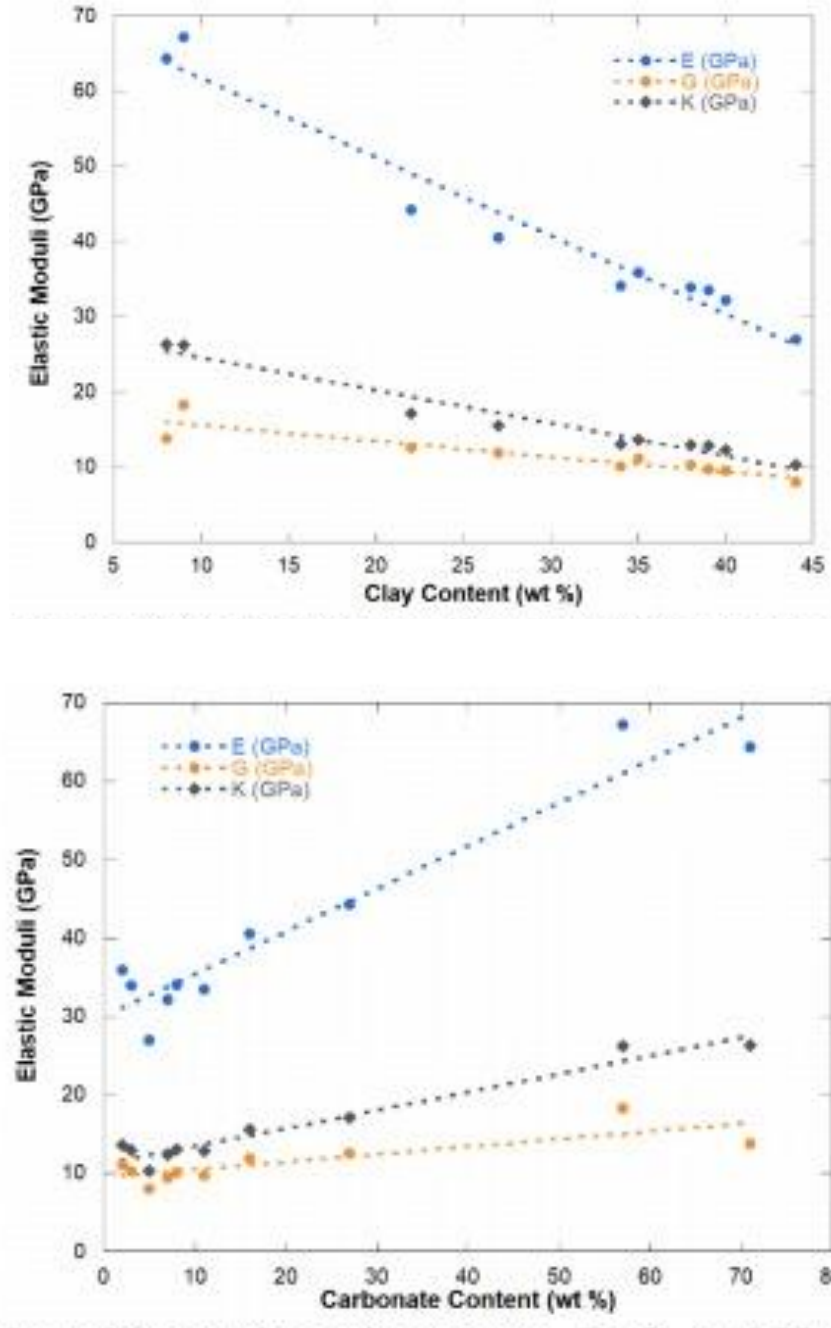 70
60
50
40
30
20
10
0
Elastic Moduli (GPa)
E (GPa)
G (GPa)
K (GPa)
5 10 15 20 25 30 35 40 45
Clay Content (wt %)
70
60
50
40
30
20
10
0
Elastic Moduli (GPa)
E (GPa)
G (GPa)
K (GPa)
0 10 20 30 40 50 60 70
Carbonate Content (wt %)